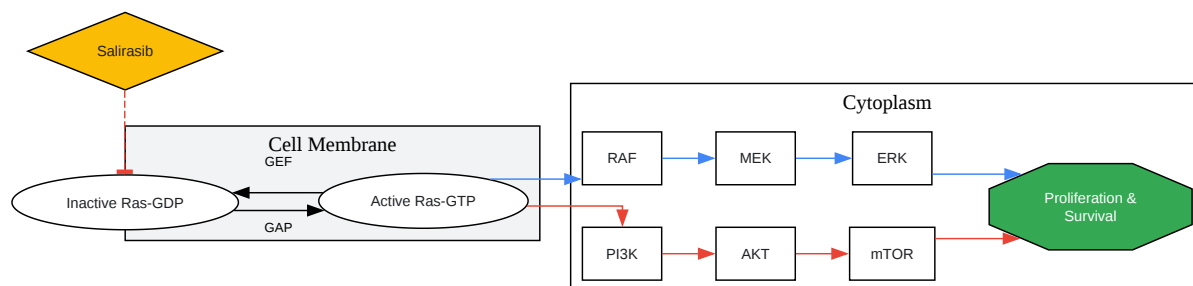 Salirasib
Cell Membrane
GEF
Inactive Ras-GDP
Active Ras-GTP
GAP
Cytoplasm
RAF
MEK
ERK
PI3K
AKT
mTOR
Proliferation &
Survival